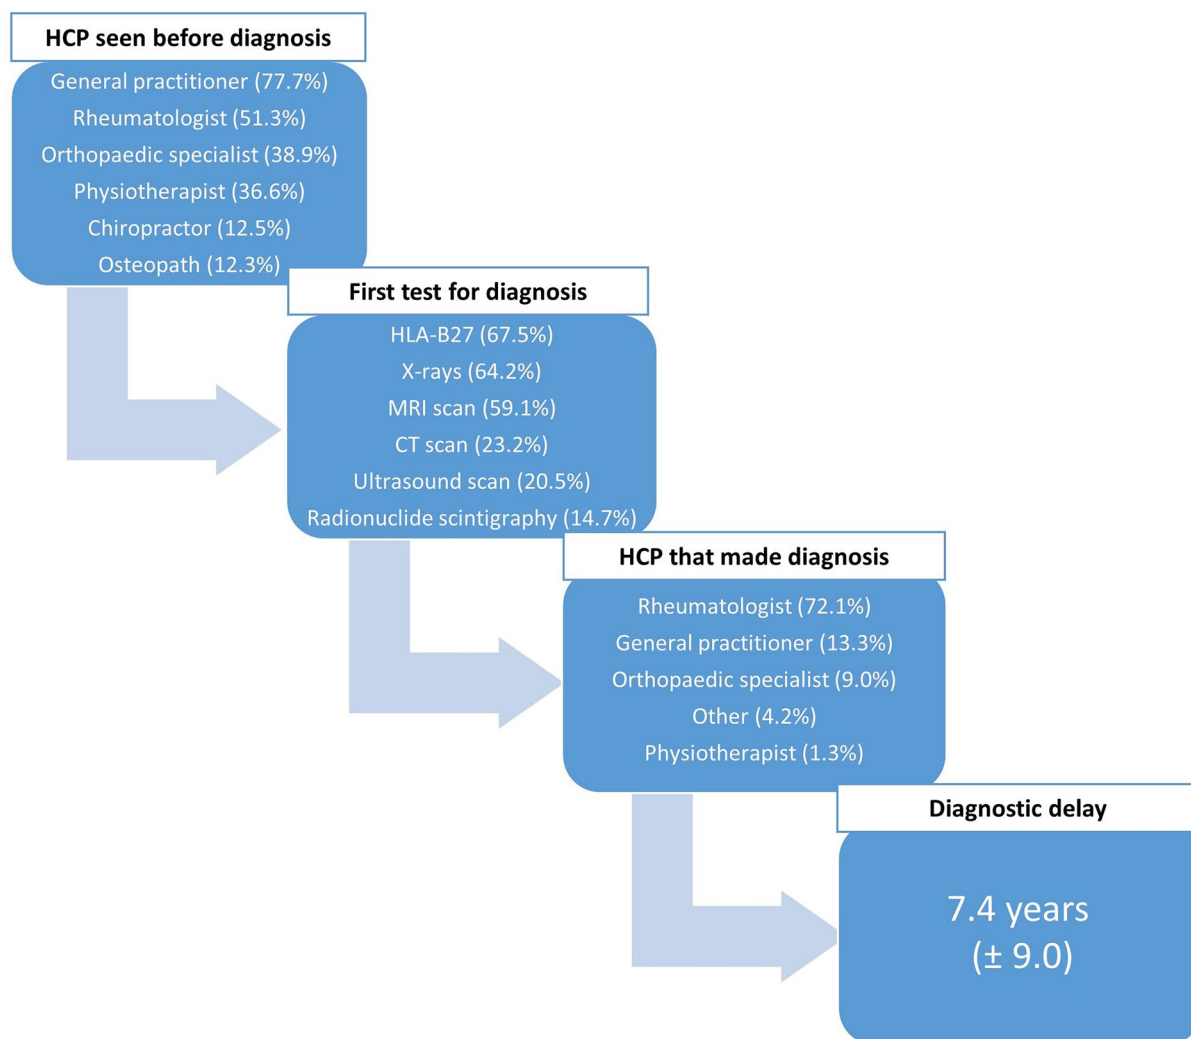 HCP seen before diagnosis
General practitioner (77.7%)
Rheumatologist (51.3%)
Orthopaedic specialist (38.9%)
Physiotherapist (36.6%)
Chiropractor (12.5%)
Osteopath (12.3%)
First test for diagnosis
HLA-B27 (67.5%)
X-rays (64.2%)
MRI scan (59.1%)
CT scan (23.2%)
Ultrasound scan (20.5%)
Radionuclide scintigraphy (14.7%)
HCP that made diagnosis
Rheumatologist (72.1%)
General practitioner (13.3%)
Orthopaedic specialist (9.0%)
Other (4.2%)
Physiotherapist (1.3%)
Diagnostic delay
7.4 years
(± 9.0)